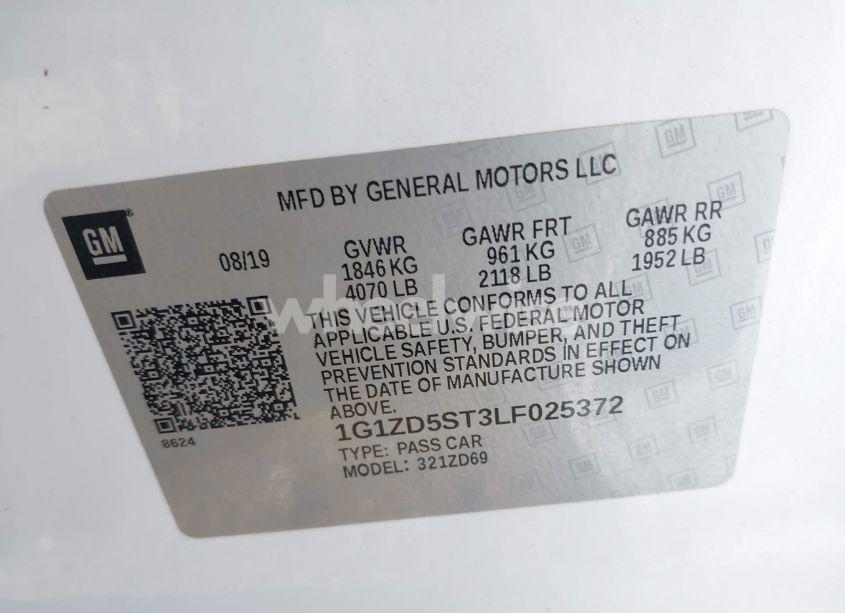 MFD BY GENERAL MOTORS LLC
GM
08/19
GVWR
1846 KG
4070 LB
GAWR FRT
961 KG
2118 LB
GAWR RR
885 KG
1952 LB
THIS VEHICLE CONFORMS TO ALL
APPLICABLE U.S. FEDERAL MOTOR
VEHICLE SAFETY, BUMPER, AND THEFT
PREVENTION STANDARDS IN EFFECT ON
THE DATE OF MANUFACTURE SHOWN
ABOVE.
8624
1G1ZD5ST3LF025372
TYPE: PASS CAR
MODEL: 321ZD69